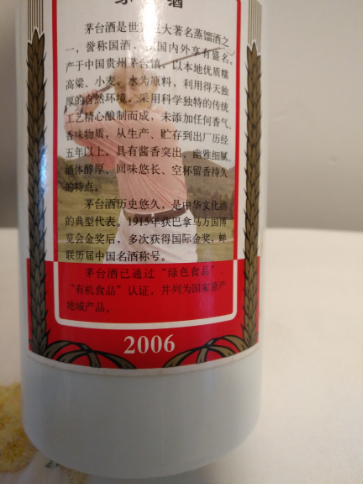 茅台酒
茅台酒是世界三大著名蒸馏酒之
一，誉称国酒，在国内外享有盛名，
产于中国贵州茅台镇，以本地优质糯
高粱、小麦、水为原料，利用得天独
厚的自然环境，采用科学独特的传统
工艺精心酿制而成，未添加任何香气、
香味物质，从生产、贮存到出厂历经
五年以上。具有酱香突出、幽雅细腻、
酒体醇厚、回味悠长、空杯留香持久
的特点。
茅台酒历史悠久，是中华文化酒
的典型代表。1915年获巴拿马万国博
览会金奖后，多次获得国际金奖，蝉
联历届中国名酒称号。
茅台酒已通过“绿色食品”、
“有机食品”认证，并列为国家原产
地域产品。
2006